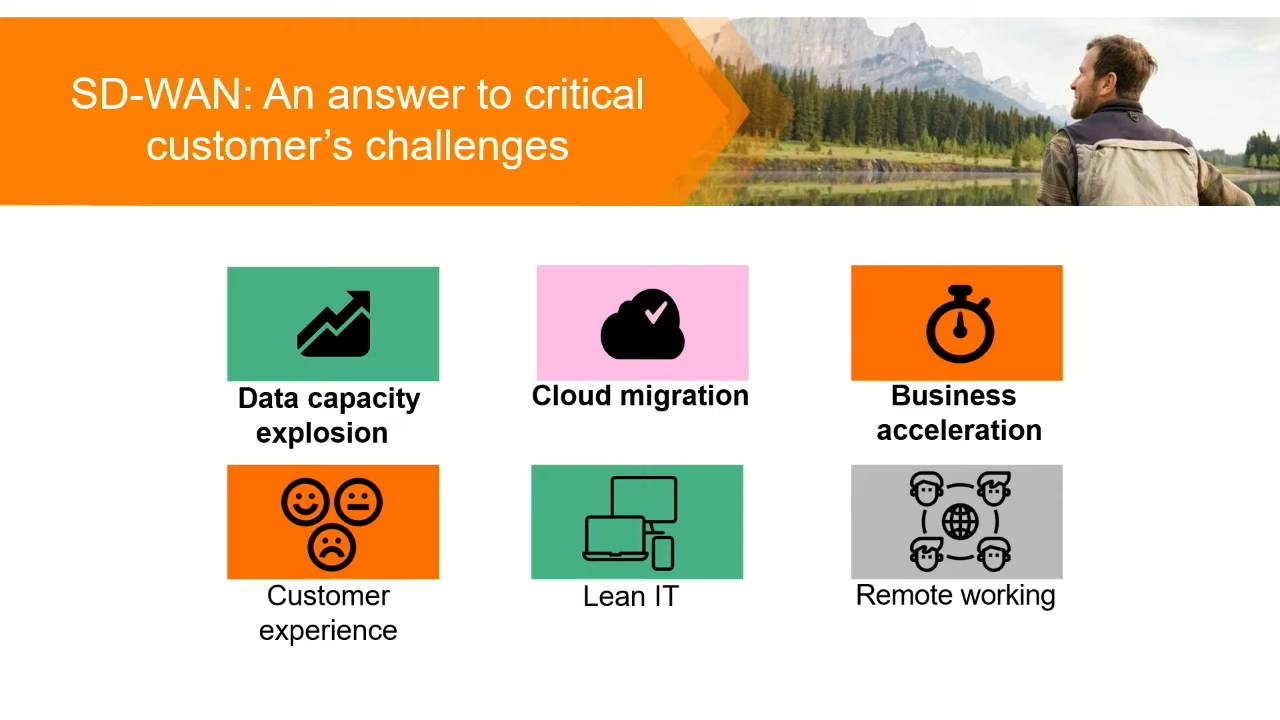 SD-WAN: An answer to critical
customer’s challenges
Data capacity
explosion
Cloud migration
Business
acceleration
Customer
experience
Lean IT
Remote working